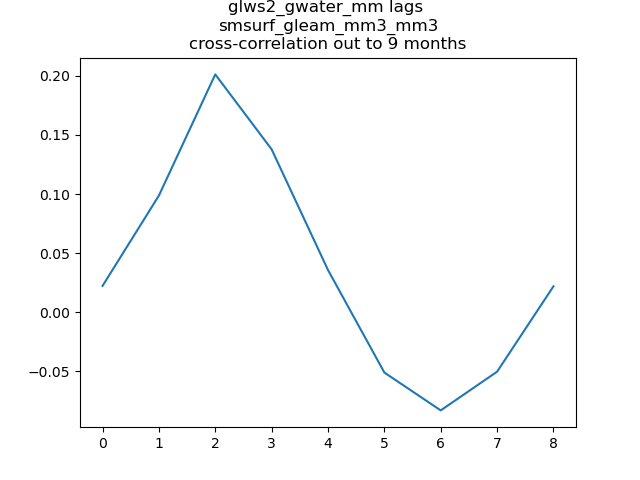 glws2_gwater_mm lags
smsurf_gleam_mm3_mm3
cross-correlation out to 9 months
0.20
0.15
0.10
0.05
0.00
−0.05
0 1 2 3 4 5 6 7 8